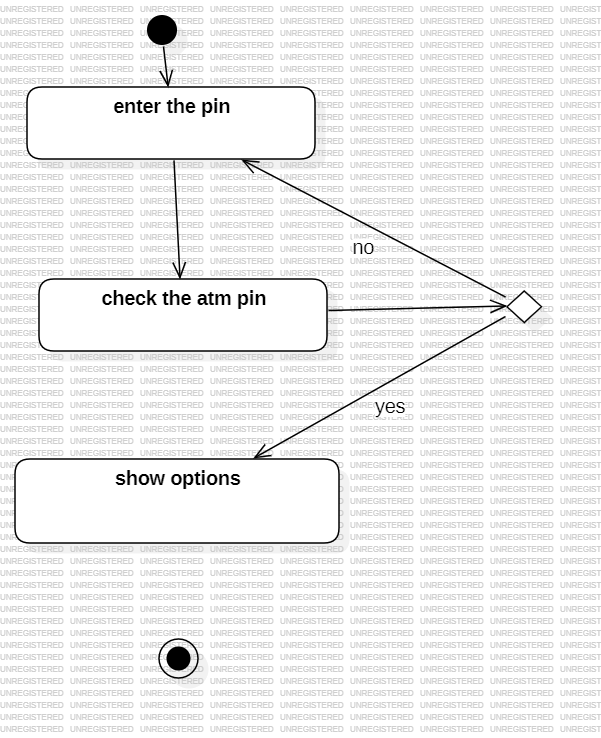 UNREGISTERED UNREGISTERED UNREGISTERED UNREGISTERED UNREGISTERED UNREGISTERED UNREGISTERED UNREGISTERED
enter the pin
no
check the atm pin
yes
show options